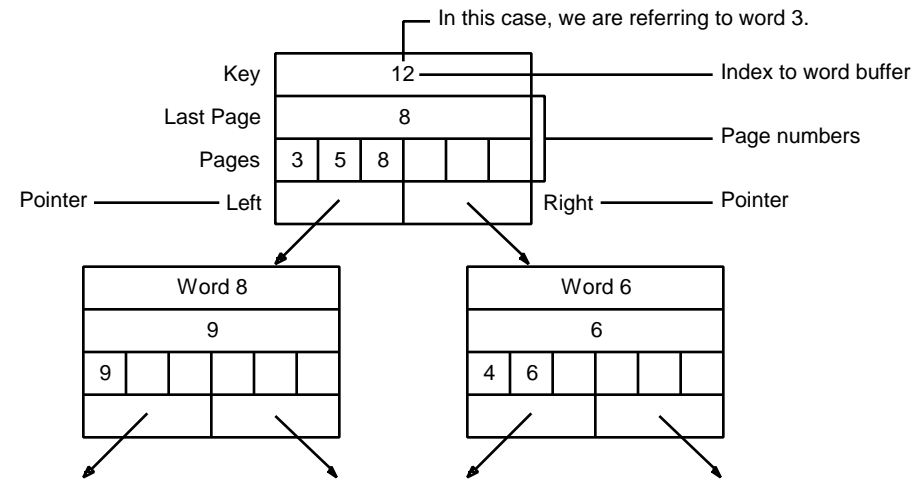 In this case, we are referring to word 3.
Key 12 Index to word buffer
Last Page 8
Page numbers
Pages 3 5 8
Pointer Left Right Pointer
Word 8 Word 6
9 6
9 4 6